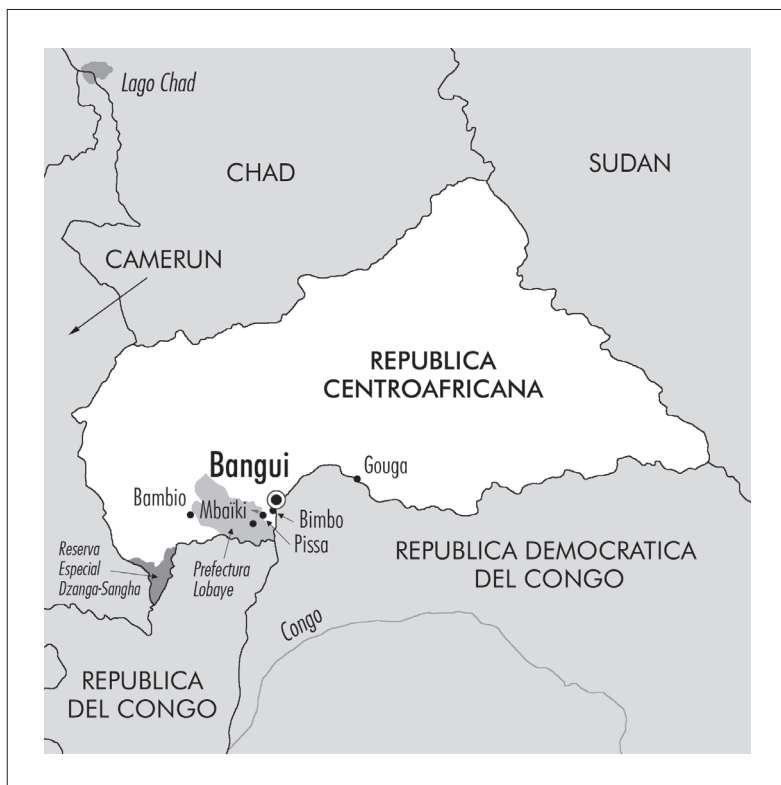 Lago Chad
CHAD
SUDAN
CAMERUN
REPUBLICA
CENTROAFRICANA
Bangui
Gouga
Bambio
Mbaïki
Bimbo
Pissa
Reserva
Especial
Dzanga-Sangha
Prefectura
Lobaye
REPUBLICA DEMOCRATICA
DEL CONGO
Congo
REPUBLICA
DEL CONGO